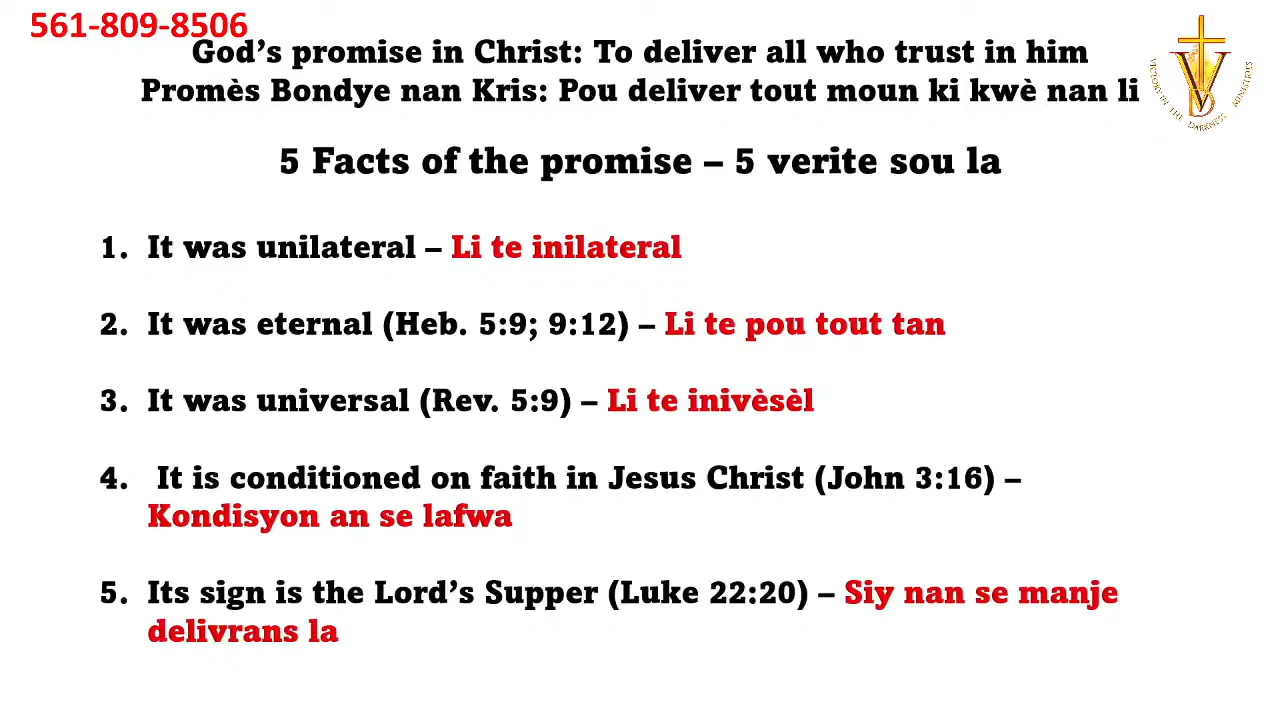 561-809-8506
God’s promise in Christ: To deliver all who trust in him
Promès Bondye nan Kris: Pou deliver tout moun ki kwè nan li
VICTORY IN THE DARKNESS MINISTRIES
5 Facts of the promise – 5 verite sou la
1. It was unilateral – Li te inilateral
2. It was eternal (Heb. 5:9; 9:12) – Li te pou tout tan
3. It was universal (Rev. 5:9) – Li te inivèsèl
4. It is conditioned on faith in Jesus Christ (John 3:16) –
Kondisyon an se lafwa
5. Its sign is the Lord’s Supper (Luke 22:20) – Siy nan se manje
delivrans la